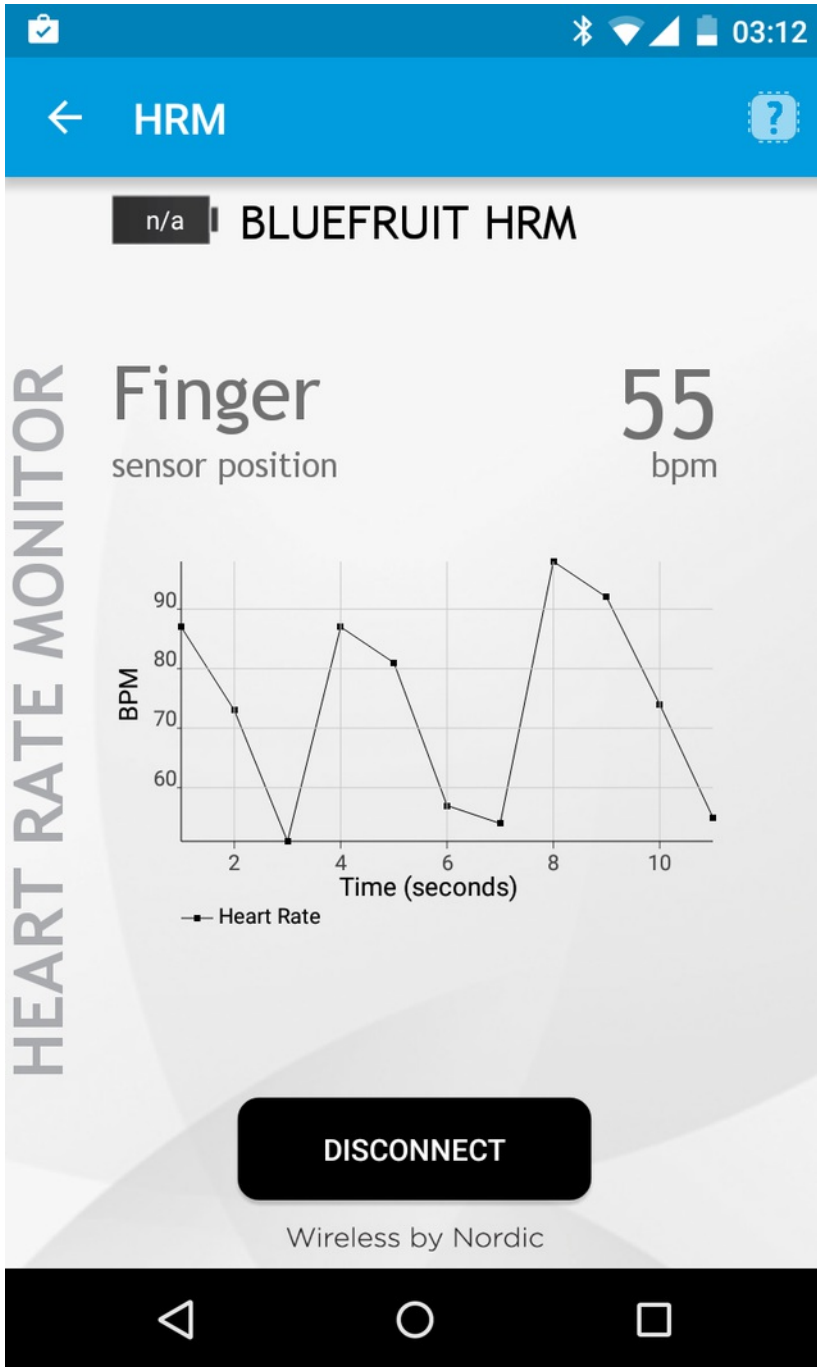 03:12
HRM
?
n/a BLUEFRUIT HRM
HEART RATE MONITOR
Finger 55
sensor position bpm
BPM
90
80
70
60
2 4 6 8 10
Time (seconds)
Heart Rate
DISCONNECT
Wireless by Nordic